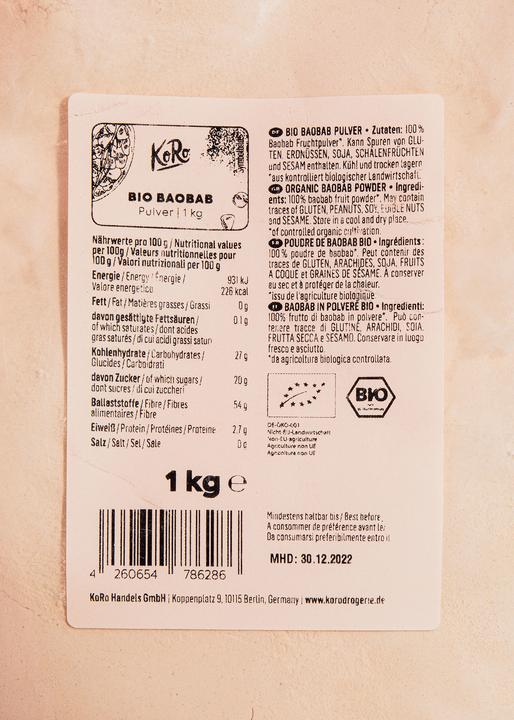 KoRo
BIO BAOBAB
Pulver | 1 kg
Nährwerte pro 100 g / Nutritional values
per 100g / Valeurs nutritionnelles pour
100 g / Valori nutrizionali per 100 g
Energie / Energy / Énergie / 931 kJ
Valore energetico 226 kcal
Fett / Fat / Matières grasses / Grassi 0 g
davon gesättigte Fettsäuren / 0.1 g
of which saturates / dont acides
gras saturés / di cui acidi grassi saturi
Kohlenhydrate / Carbohydrates / 27 g
Glucides / Carboidrati
davon Zucker / of which sugars / 20 g
dont sucres / di cui zuccheri
Ballaststoffe / Fibre / Fibres 54 g
alimentaires / Fibre
Eiweiß / Protein / Protéines / Proteine 2.7 g
Salz / Salt / Sel / Sale 0 g
1 kg ℮
4 260654 786286
DE BIO BAOBAB PULVER • Zutaten: 100 %
Baobab Fruchtpulver*. Kann Spuren von GLU-
TEN, ERDNÜSSEN, SOJA, SCHALENFRÜCHTEN
und SESAM enthalten. Kühl und trocken lagern.
*aus kontrolliert biologischer Landwirtschaft.
ORGANIC BAOBAB POWDER • Ingredi-
ents: 100% baobab fruit powder*. May contain
traces of GLUTEN, PEANUTS, SOY, EDIBLE NUTS
and SESAME. Store in a cool and dry place.
*of controlled organic cultivation.
POUDRE DE BAOBAB BIO • Ingrédients:
100 % poudre de baobab*. Peut contenir des
traces de GLUTEN, ARACHIDES, SOJA, FRUITS
A COQUE et GRAINES DE SÉSAME. A conserver
au sec et à protéger de la chaleur.
*issu de l'agriculture biologique.
BAOBAB IN POLVERE BIO • Ingredienti:
100% frutto di baobab in polvere*. Può con-
tenere tracce di GLUTINE, ARACHIDI, SOIA,
FRUTTA SECCA e SESAMO. Conservare in luogo
fresco e asciutto.
*da agricoltura biologica controllata.
BIO
DE-ÖKO-001
Nicht-EU-Landwirtschaft
Non-EU agriculture
Agriculture non UE
Agricoltura non UE
Mindestens haltbar bis / Best before /
A consommer de préférence avant le /
Da consumarsi preferibilmente entro il
MHD: 30.12.2022
KoRo Handels GmbH | Koppenplatz 9, 10115 Berlin, Germany | www.korodrogerie.de